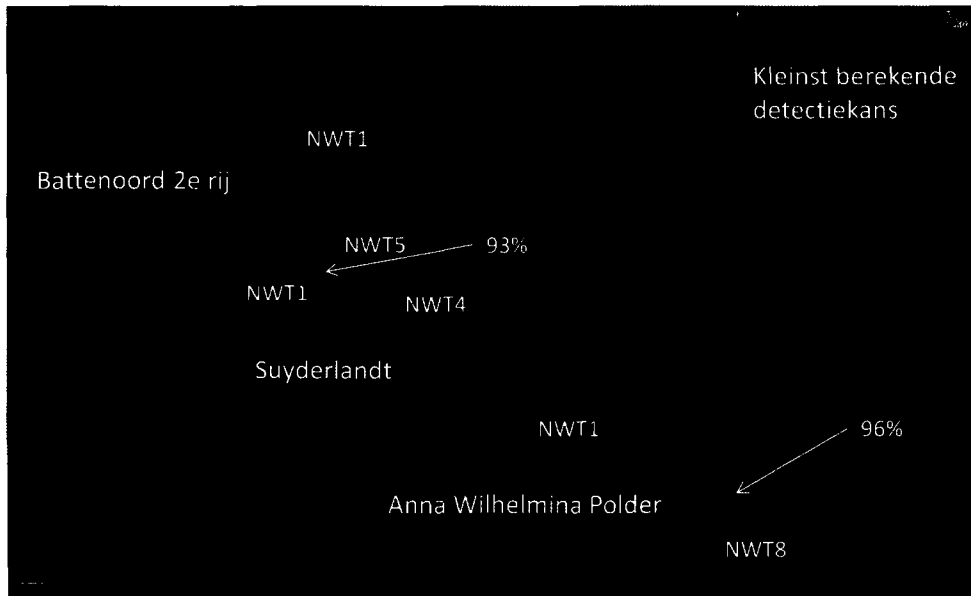 Kleinst berekende
detectiekans
NWT1
Battenoord 2e rij
NWT5
93%
NWT1
NWT4
Suyderlandt
NWT1
96%
Anna Wilhelmina Polder
NWT8